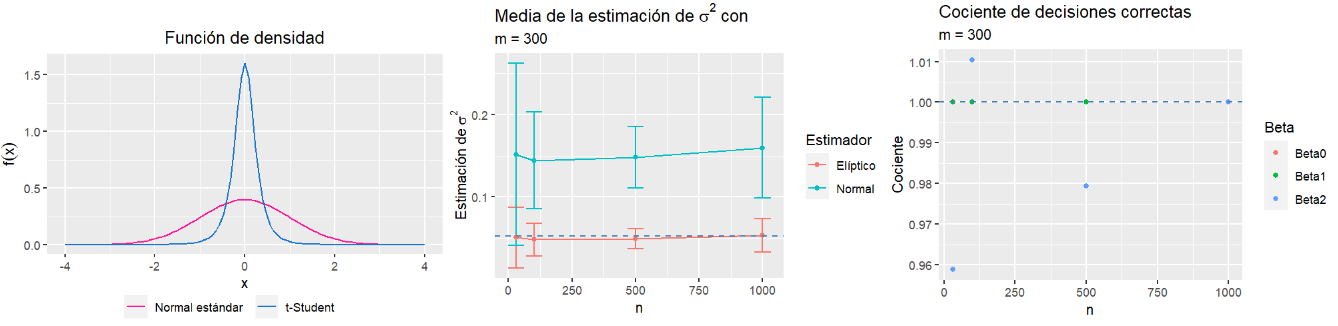 Función de densidad
f(x)
1.5
1.0
0.5
0.0
-4
-2
0
2
4
x
Normal estándar
t-Student
Media de la estimación de σ² con
m = 300
Estimación de σ²
0.2
0.1
0
250
500
750
1000
n
Estimador
Elíptico
Normal
Cociente de decisiones correctas
m = 300
Cociente
1.01
1.00
0.99
0.98
0.97
0.96
0
250
500
750
1000
n
Beta
Beta0
Beta1
Beta2